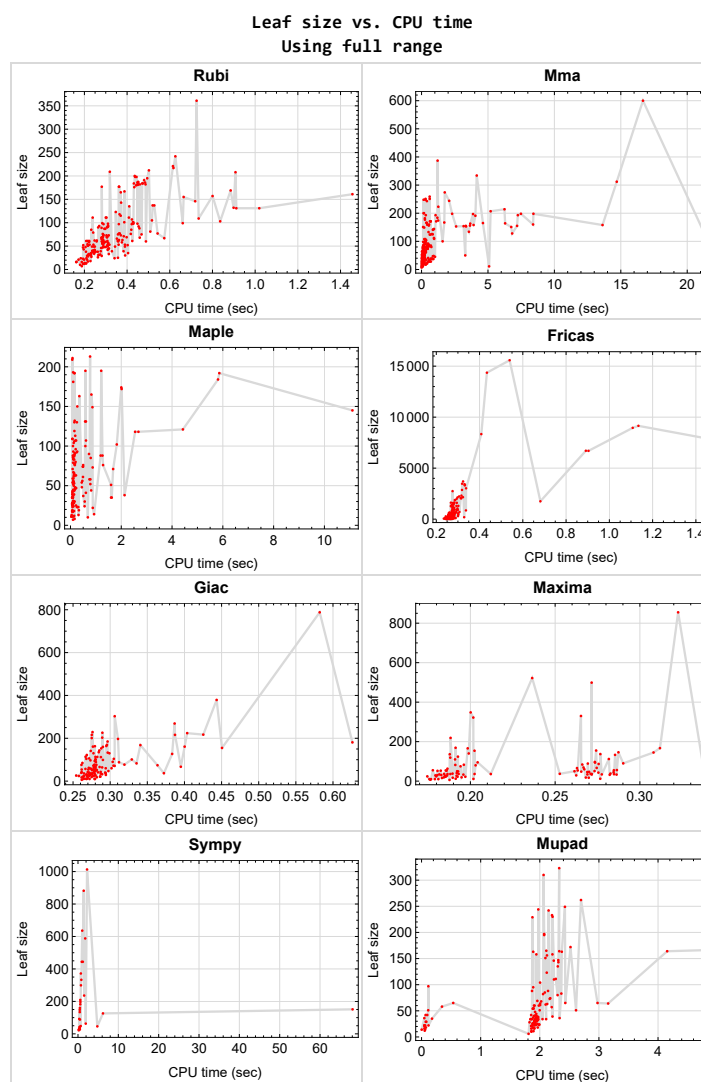 Leaf size vs. CPU time
Using full range
Rubi
Leaf size
350
300
250
200
150
100
50
0
0.2 0.4 0.6 0.8 1.0 1.2 1.4
CPU time (sec)
Mma
Leaf size
600
500
400
300
200
100
0
0 5 10 15 20
CPU time (sec)
Maple
Leaf size
200
150
100
50
0
0 2 4 6 8 10
CPU time (sec)
Fricas
Leaf size
15000
10000
5000
0
0.2 0.4 0.6 0.8 1.0 1.2 1.4
CPU time (sec)
Giac
Leaf size
800
600
400
200
0
0.25 0.30 0.35 0.40 0.45 0.50 0.55 0.60
CPU time (sec)
Maxima
Leaf size
800
600
400
200
0
0.20 0.25 0.30
CPU time (sec)
Sympy
Leaf size
1000
800
600
400
200
0
0 10 20 30 40 50 60
CPU time (sec)
Mupad
Leaf size
300
250
200
150
100
50
0
0 1 2 3 4
CPU time (sec)